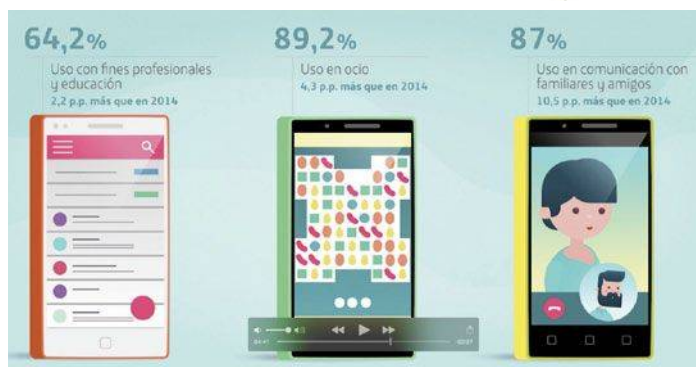 64,2%
Uso con fines profesionales
y educación
2,2 p.p. más que en 2014
89,2%
Uso en ocio
4,3 p.p. más que en 2014
87%
Uso en comunicación con
familiares y amigos
10,5 p.p. más que en 2014